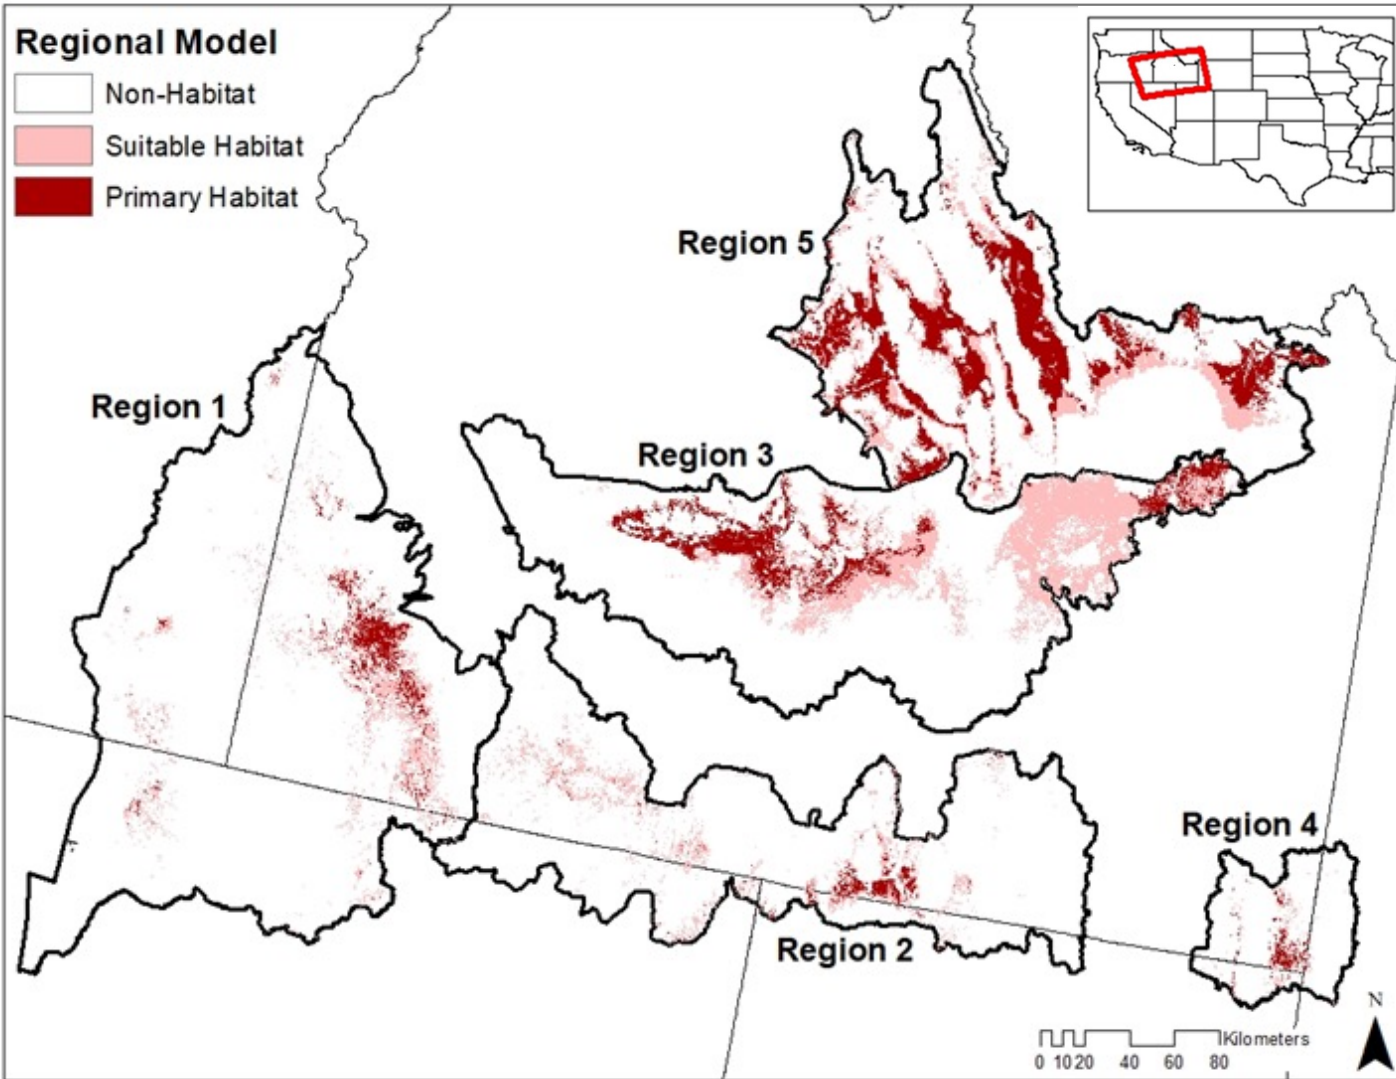 Regional Model
Non-Habitat
Suitable Habitat
Primary Habitat
Region 5
Region 1
Region 3
Region 4
Region 2
N
Kilometers
0 10 20 40 60 80